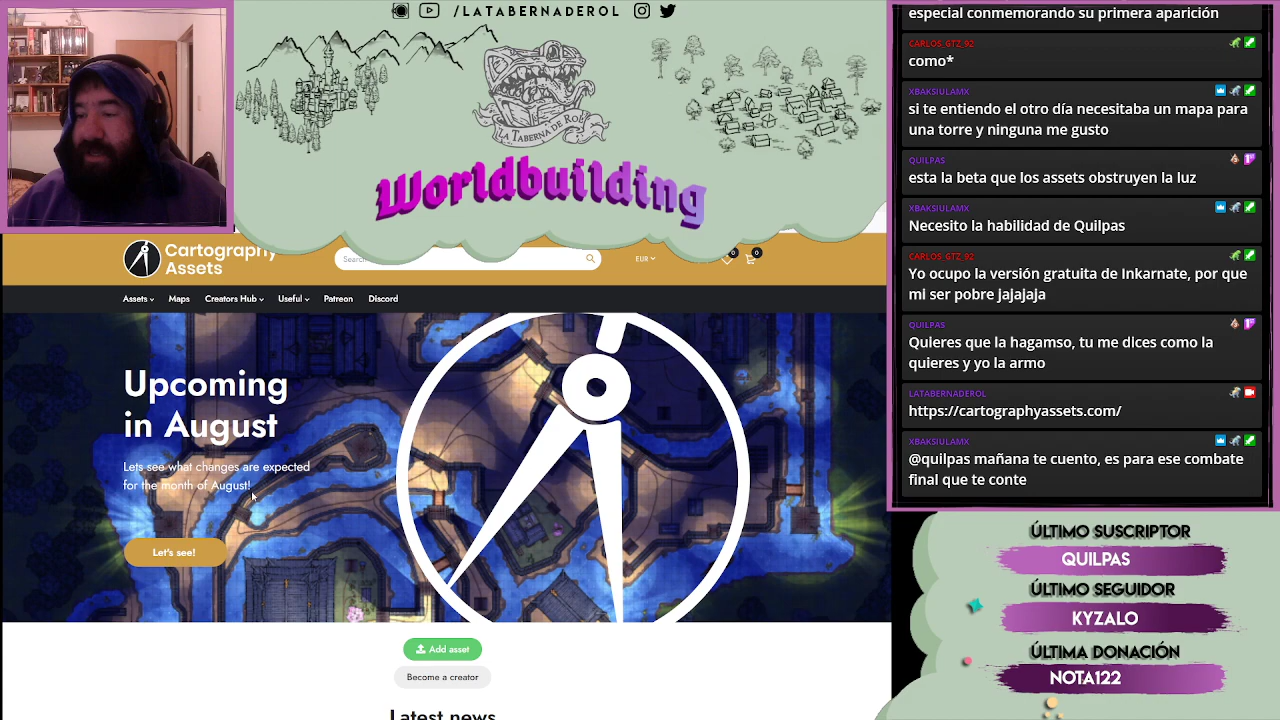 /LATABERNADEROL
LA TABERNA DE ROL
Worldbuilding
Cartography
Assets
Search
EUR
0
0
Assets
Maps
Creators Hub
Useful
Patreon
Discord
Upcoming
in August
Lets see what changes are expected
for the month of August!
Let's see!
Add asset
Become a creator
Latest news
especial conmemorando su primera aparición
CARLOS_GTZ_92
como*
XBAKSIULAMX
si te entiendo el otro día necesitaba un mapa para
una torre y ninguna me gusto
QUILPAS
esta la beta que los assets obstruyen la luz
XBAKSIULAMX
Necesito la habilidad de Quilpas
CARLOS_GTZ_92
Yo ocupo la versión gratuita de Inkarnate, por que
mi ser pobre jajajaja
QUILPAS
Quieres que la hagamso, tu me dices como la
quieres y yo la armo
LATABERNADEROL
https://cartographyassets.com/
XBAKSIULAMX
@quilpas mañana te cuento, es para ese combate
final que te conte
ÚLTIMO SUSCRIPTOR
QUILPAS
ÚLTIMO SEGUIDOR
KYZALO
ÚLTIMA DONACIÓN
NOTA122